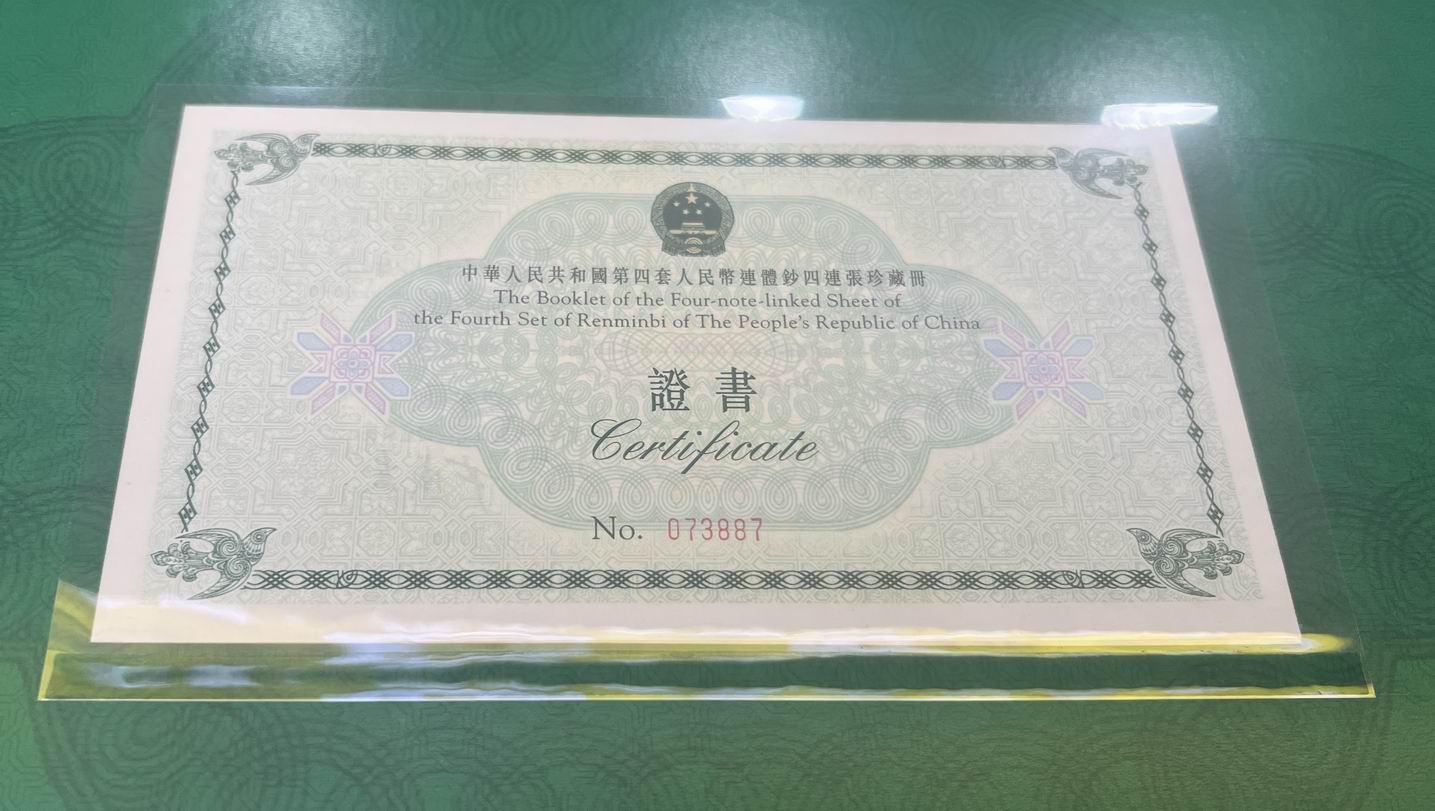 中華人民共和國第四套人民幣連體鈔四連張珍藏冊
The Booklet of the Four-note-linked Sheet of
the Fourth Set of Renminbi of The People's Republic of China
證書
Certificate
No. 073887